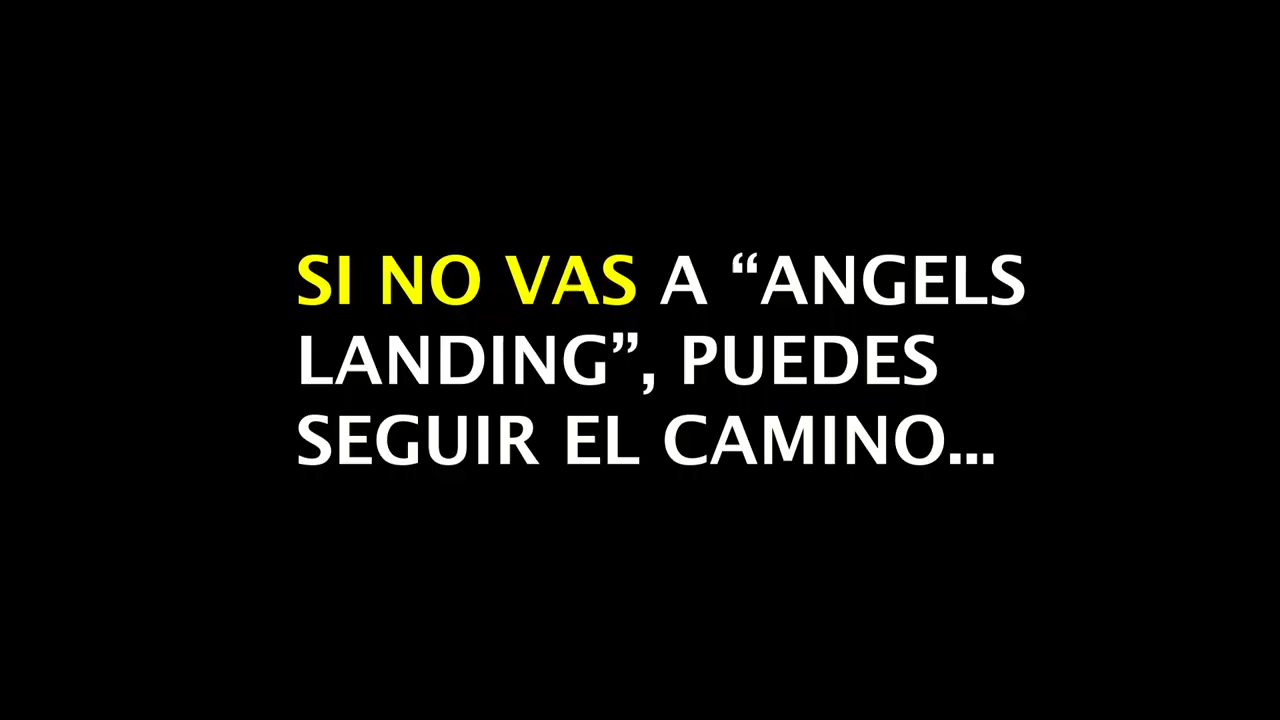 SI NO VAS A “ANGELS
LANDING”, PUEDES
SEGUIR EL CAMINO...